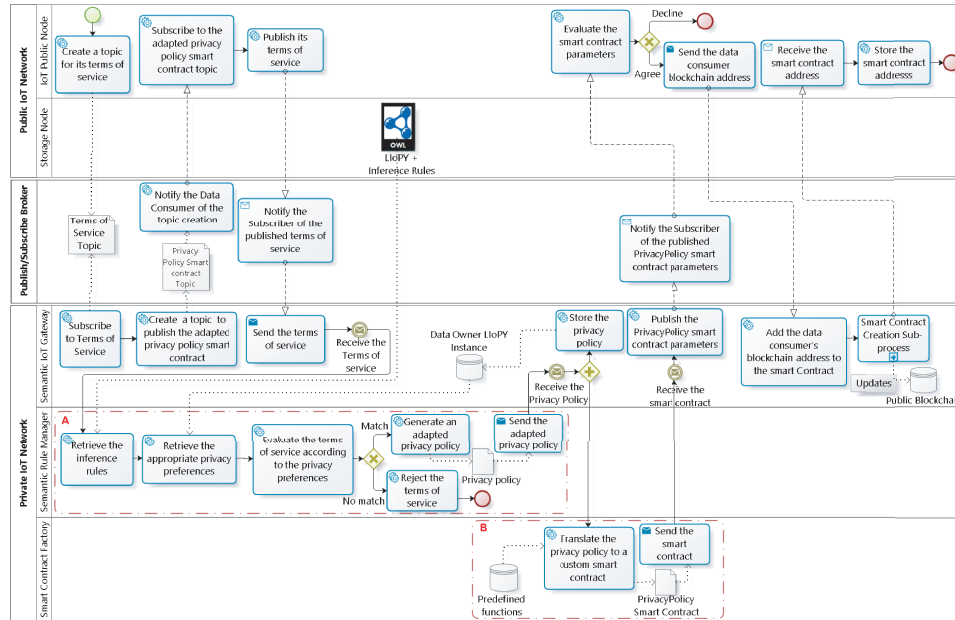 Public IoT Network
IoT Public Node
Create a topic
for its terms of
service
Subscribe to the
adapted privacy
policy smart
contract topic
Publish its
terms of
service
Evaluate the
smart contract
parameters
Decline
Agree
Send the data
consumer
blockchain address
Receive the
smart contract
address
Store the
smart contract
addresss
Storage Node
OWL
LIoPY +
Inference Rules
Publish/Subscribe Broker
Terms of
Service
Topic
Notify the Data
Consumer of the
topic creation
Privacy
Policy Smart
contract
Topic
Notify the
Subscriber of the
published terms of
service
Notify the Subscriber
of the published
PrivacyPolicy smart
contract parameters
Private IoT Network
Semantic IoT Gateway
Subscribe
to Terms of
Service
Create a topic to
publish the adapted
privacy policy smart
contract
Send the terms
of service
Receive the
Terms of
service
Data Owner LIoPY
Instance
Store the
privacy
policy
Receive the
Privacy Policy
Publish the
PrivacyPolicy smart
contract parameters
Receive the
smart contract
Add the data
consumer's
blockchain address to
the smart Contract
Smart Contract
Creation Sub-
process
Updates
Public Blockchain
Semantic Rule Manager
A
Retrieve the
inference
rules
Retrieve the
appropriate privacy
preferences
Evaluate the terms
of service according
to the privacy
preferences
Match
No match
Generate an
adapted
privacy policy
Privacy policy
Send the
adapted
privacy policy
Reject the
terms of
service
Smart Contract Factory
B
Predefined
functions
Translate the
privacy policy to a
custom smart
contract
Send the
smart
contract
PrivacyPolicy
Smart Contract